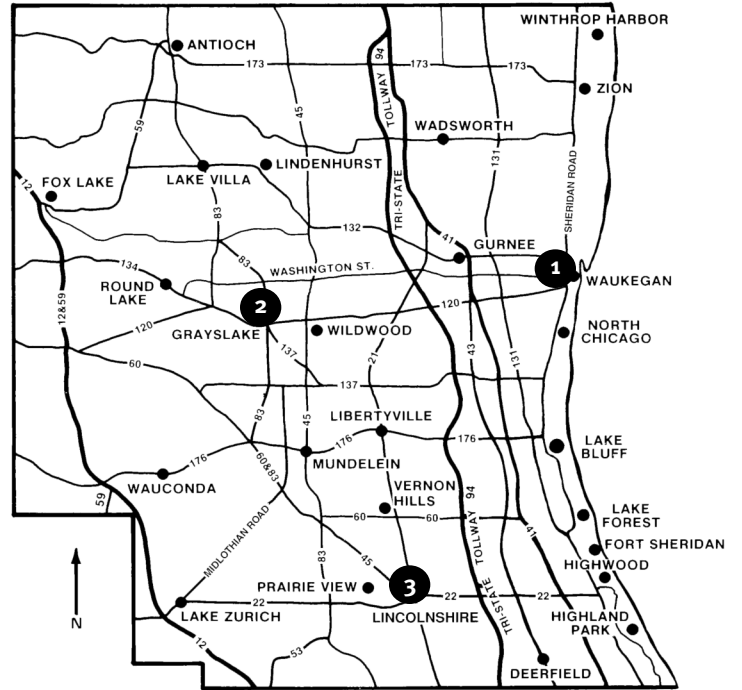 WINTHROP HARBOR
ANTIOCH
94
173
173
173
ZION
TOLLWAY
45
59
WADSWORTH
131
LINDENHURST
LAKE VILLA
SHERIDAN ROAD
12
FOX LAKE
TRI-STATE
83
132
41
GURNEE
83
1
134
WASHINGTON ST.
WAUKEGAN
ROUND
LAKE
2
120
12&59
120
GRAYSLAKE
WILDWOOD
NORTH
CHICAGO
137
21
43
131
60
137
137
83
45
LIBERTYVILLE
176
176
LAKE
BLUFF
176
60&83
MUNDELEIN
WAUCONDA
VERNON
HILLS
94
59
60
60
LAKE
FOREST
41
MIDLOTHIAN ROAD
83
45
TRI-STATE TOLLWAY
FORT SHERIDAN
HIGHWOOD
PRAIRIE VIEW
3
N
LAKE ZURICH
22
22
22
LINCOLNSHIRE
HIGHLAND
PARK
12
53
DEERFIELD